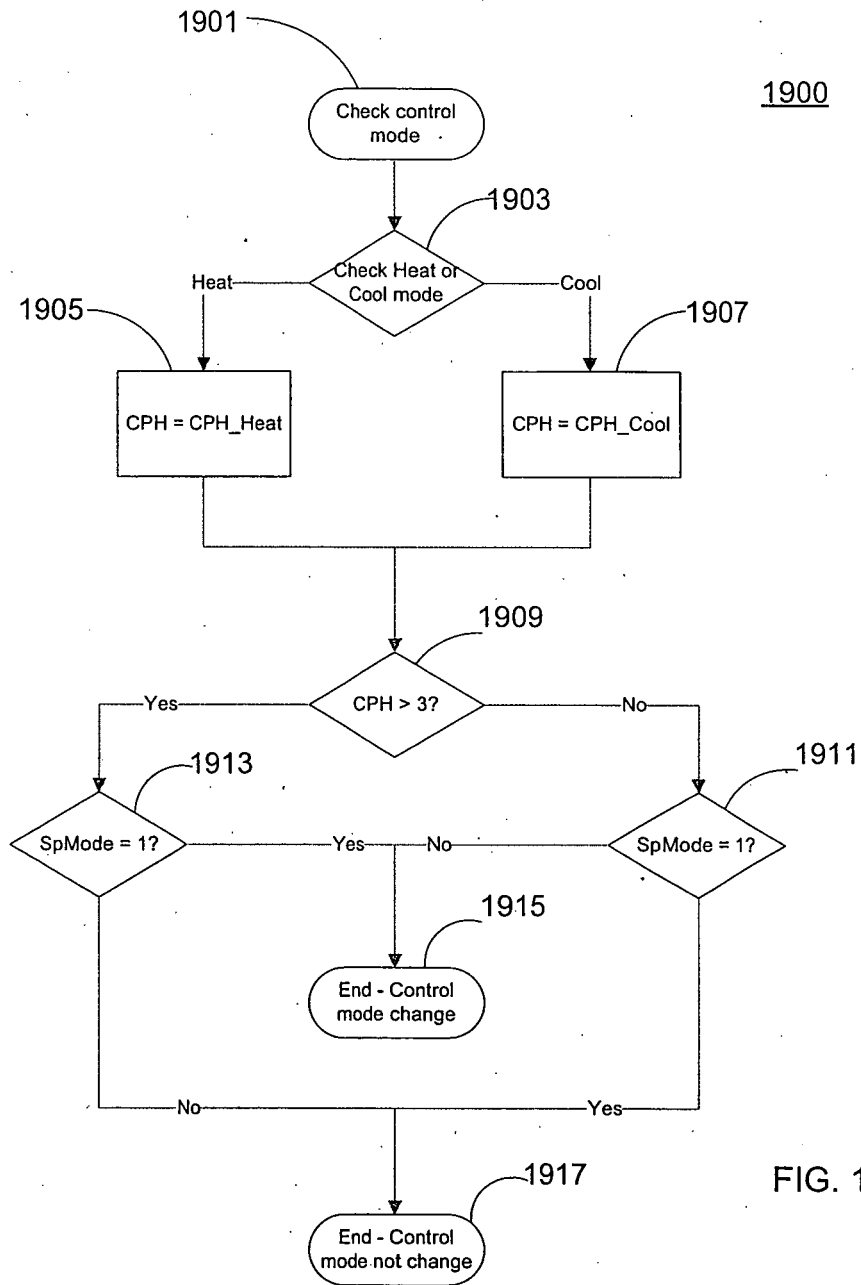 1901
1900
Check control
mode
1903
Check Heat or
Cool mode
Heat
Cool
1905
1907
CPH = CPH_Heat
CPH = CPH_Cool
1909
CPH > 3?
Yes
No
1913
1911
SpMode = 1?
Yes
No
SpMode = 1?
1915
End - Control
mode change
No
Yes
1917
FIG. 1
End - Control
mode not change